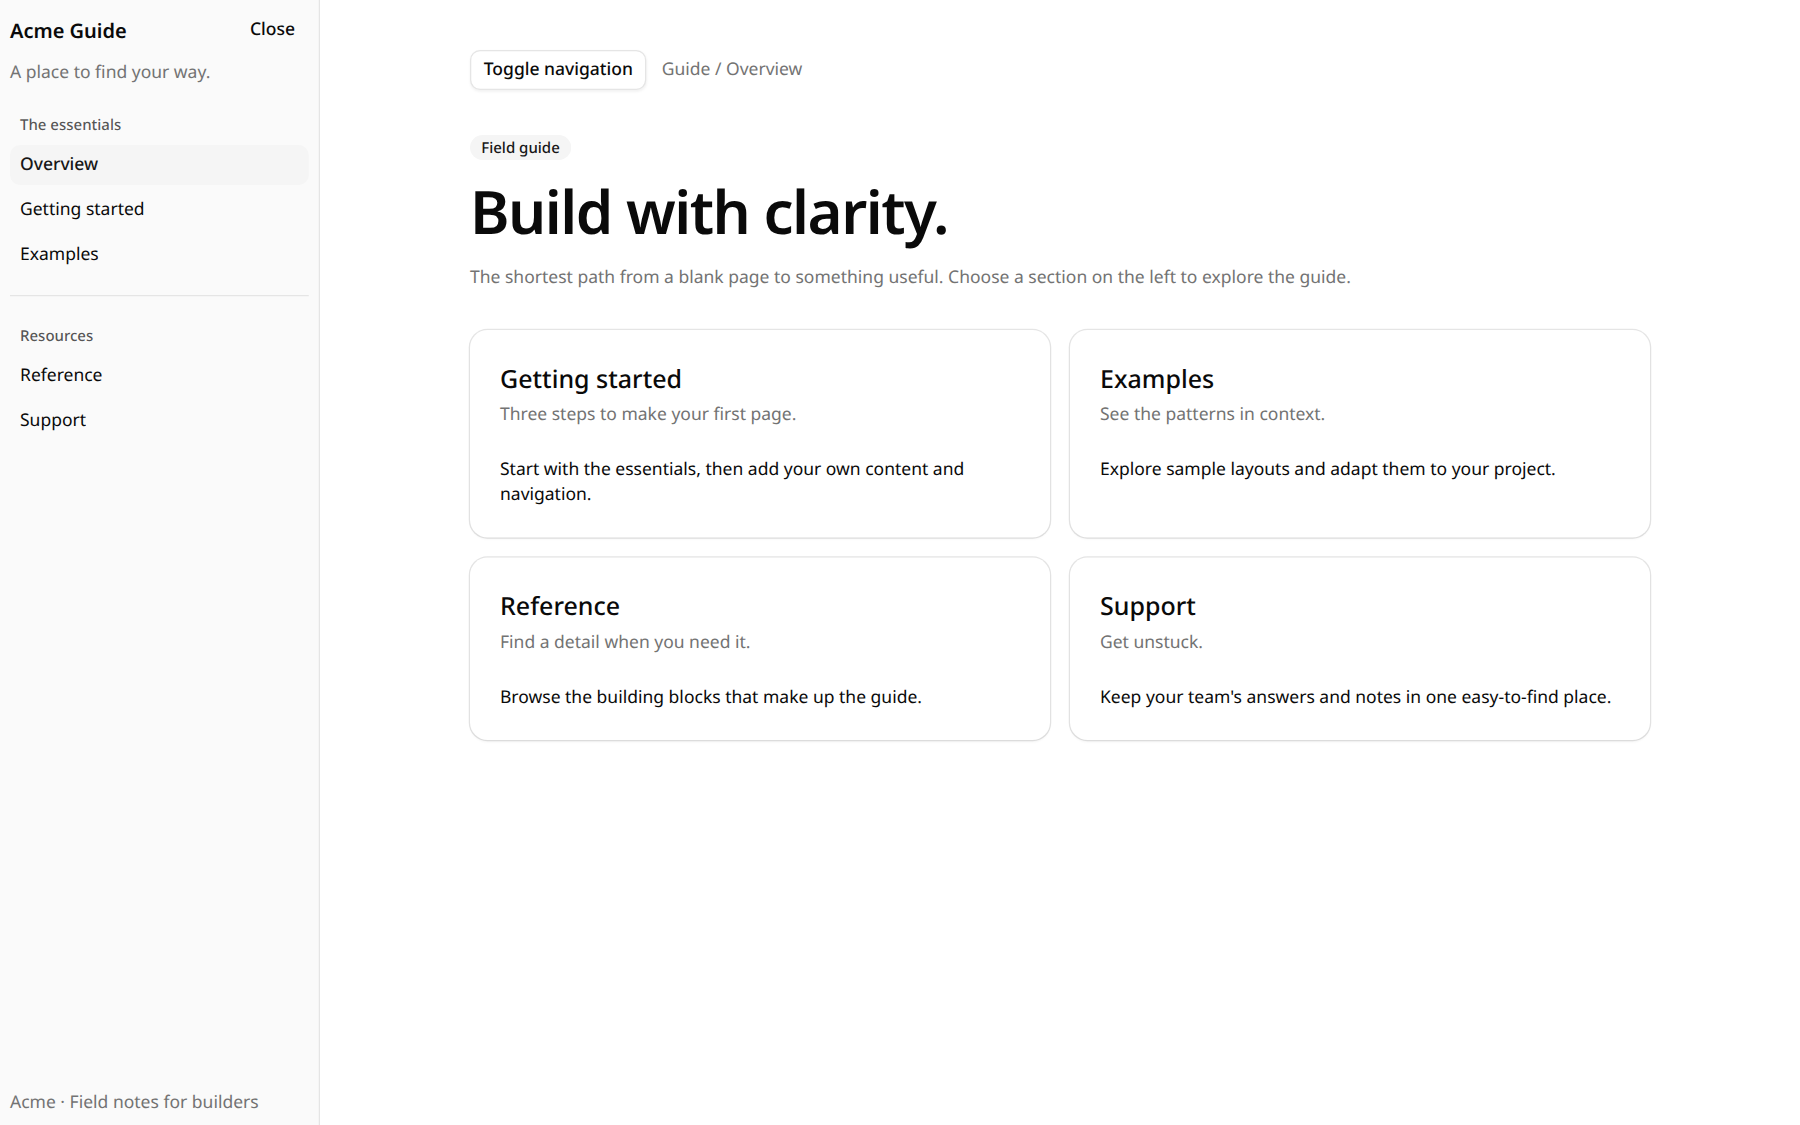 Acme Guide
Close
A place to find your way.
The essentials
Overview
Getting started
Examples
Resources
Reference
Support
Acme · Field notes for builders
Toggle navigation
Guide / Overview
Field guide
Build with clarity.
The shortest path from a blank page to something useful. Choose a section on the left to explore the guide.
Getting started
Three steps to make your first page.
Start with the essentials, then add your own content and
navigation.
Examples
See the patterns in context.
Explore sample layouts and adapt them to your project.
Reference
Find a detail when you need it.
Browse the building blocks that make up the guide.
Support
Get unstuck.
Keep your team's answers and notes in one easy-to-find place.